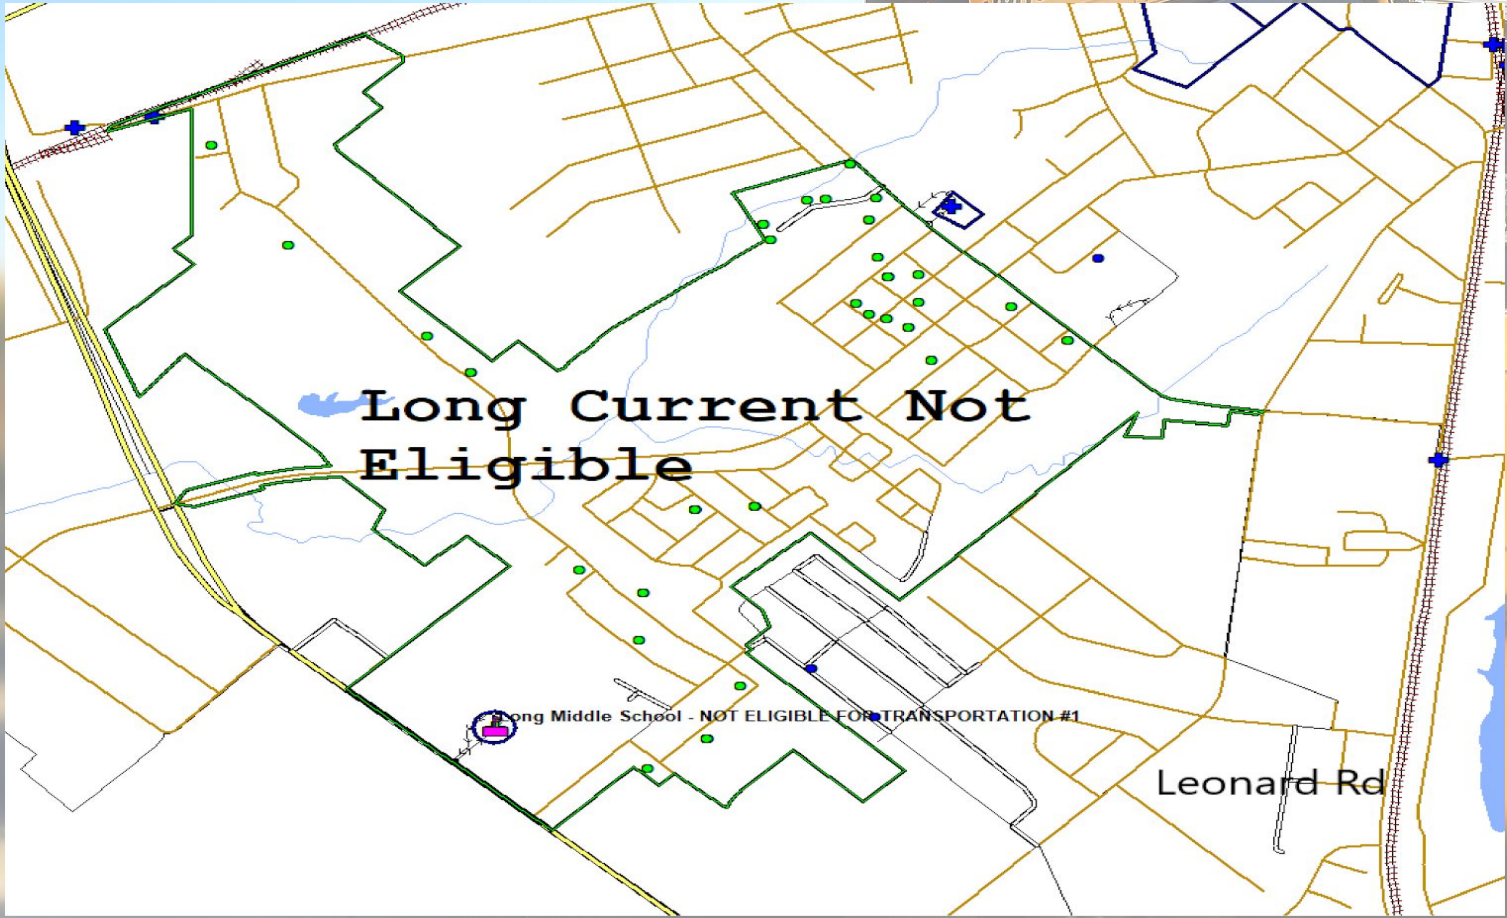 Long Current Not
Eligible
Long Middle School - NOT ELIGIBLE FOR TRANSPORTATION #1
Leonard Rd